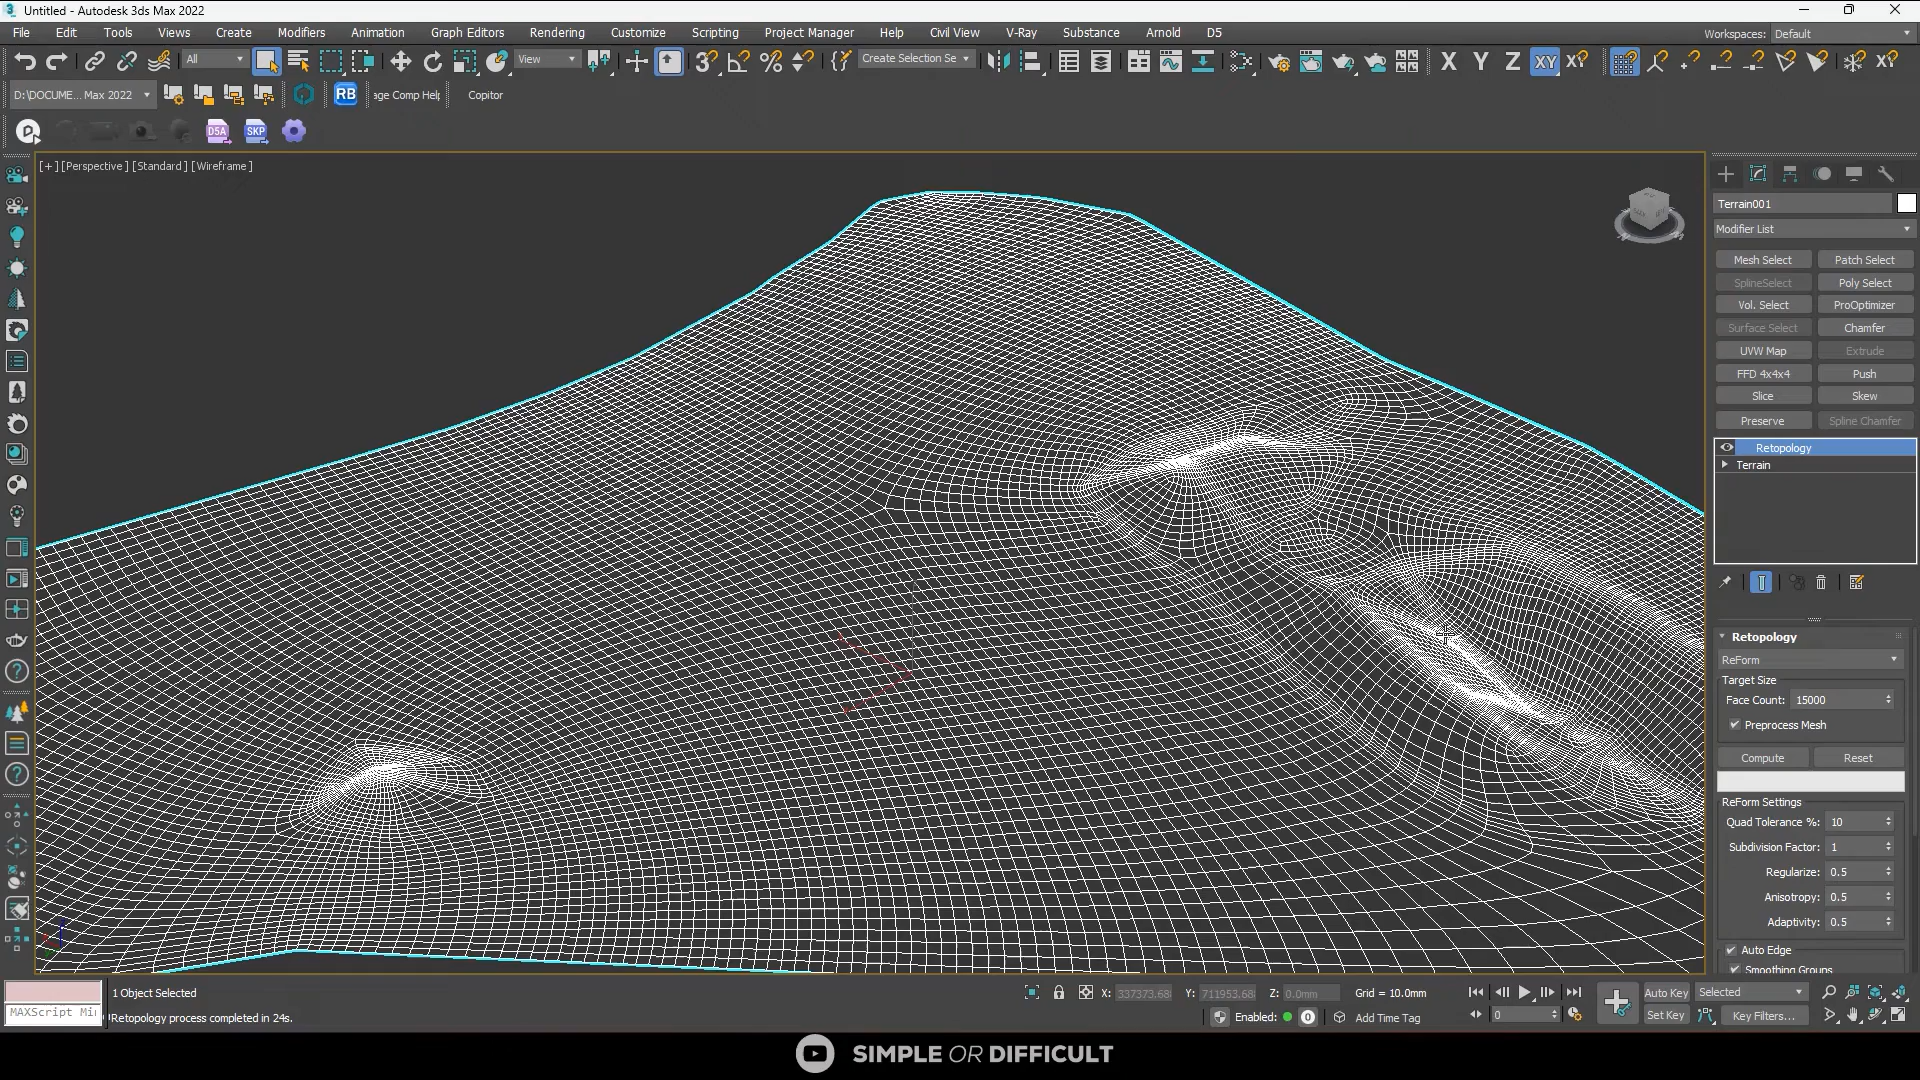 Untitled - Autodesk 3ds Max 2022
File Edit Tools Views Create Modifiers Animation Graph Editors Rendering Customize Scripting Project Manager Help Civil View V-Ray Substance Arnold D5
Workspaces: Default
All View Create Selection Se X Y Z XY XY
D:\DOCUME... Max 2022 RB age Comp Help Copitor
D5A SKP
[+] [Perspective ] [Standard ] [Wireframe ]
Terrain001
Modifier List
Mesh Select Patch Select
SplineSelect Poly Select
Vol. Select ProOptimizer
Surface Select Chamfer
UVW Map Extrude
FFD 4x4x4 Push
Slice Skew
Preserve Spline Chamfer
Retopology
Terrain
Retopology
ReForm
Target Size
Face Count: 15000
Preprocess Mesh
Compute Reset
ReForm Settings
Quad Tolerance %: 10
Subdivision Factor: 1
Regularize: 0.5
Anisotropy: 0.5
Adaptivity: 0.5
Auto Edge
Smoothing Groups
1 Object Selected X: 337373.68 Y: 711953.68 Z: 0.0mm Grid = 10.0mm Auto Key Selected
MAXScript Mi Retopology process completed in 24s. Enabled: 0 Add Time Tag 0 Set Key Key Filters...
SIMPLE OR DIFFICULT